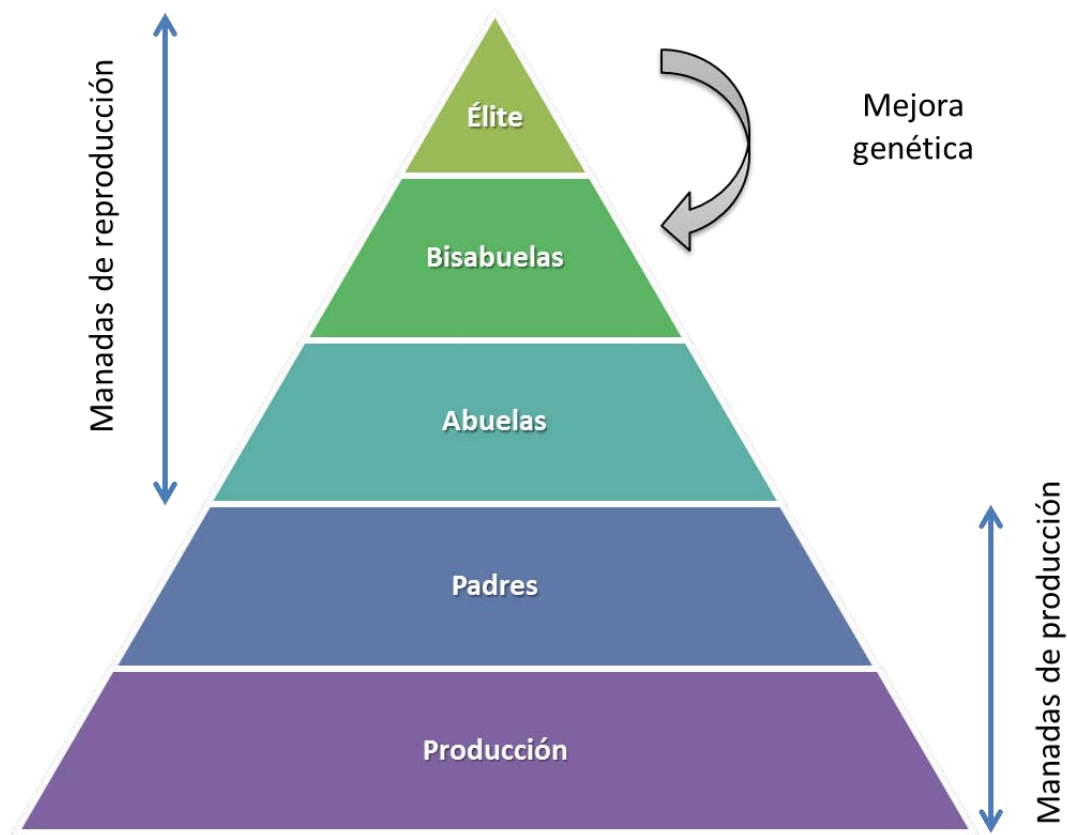 Élite
Mejora
genética
Bisabuelas
Manadas de reproducción
Abuelas
Padres
Manadas de producción
Producción